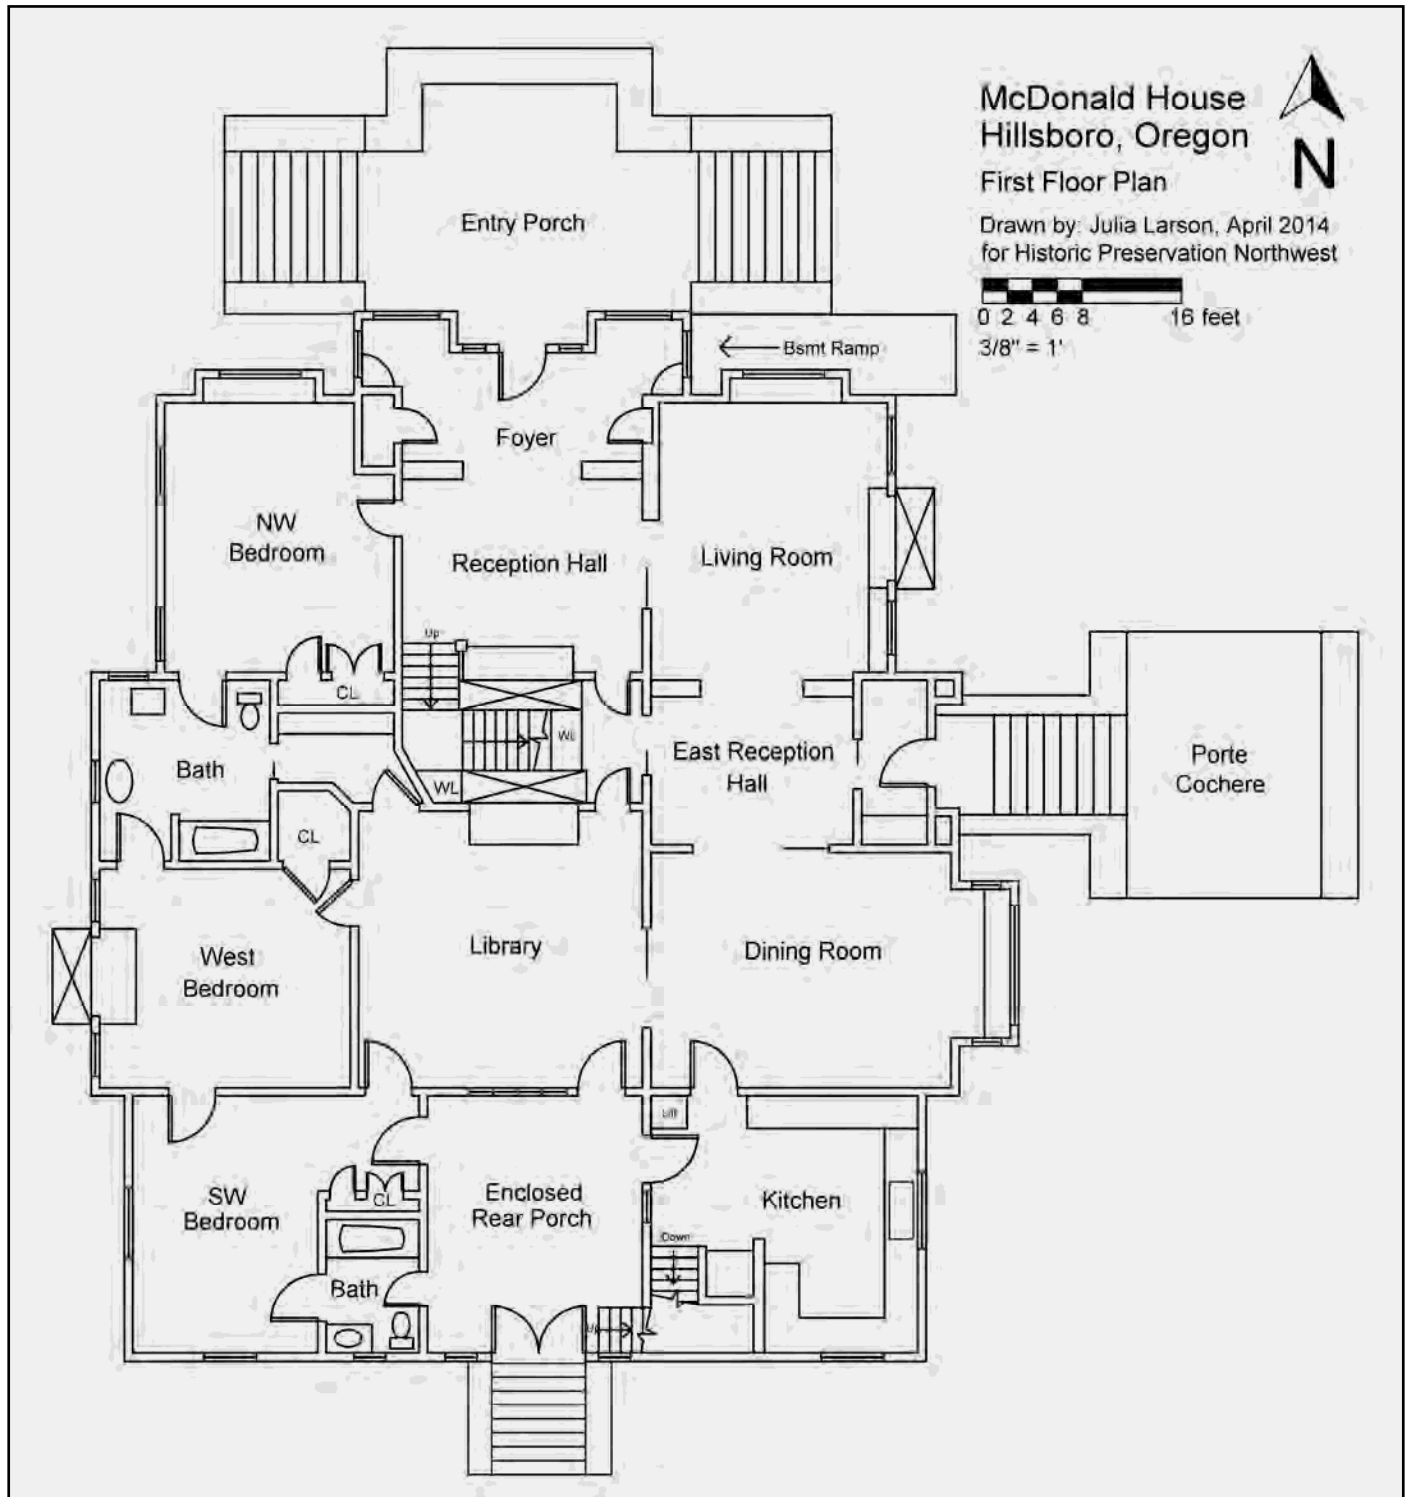 McDonald House
Hillsboro, Oregon
First Floor Plan
Drawn by: Julia Larson, April 2014
for Historic Preservation Northwest
0 2 4 6 8 16 feet
3/8" = 1'
N
Entry Porch
Bsmt Ramp
Foyer
NW
Bedroom
Reception Hall
Living Room
Up
CL
WL
WL
Bath
East Reception
Hall
Porte
Cochere
CL
West
Bedroom
Library
Dining Room
Lift
SW
Bedroom
CL
Enclosed
Rear Porch
Kitchen
Down
Bath
Up